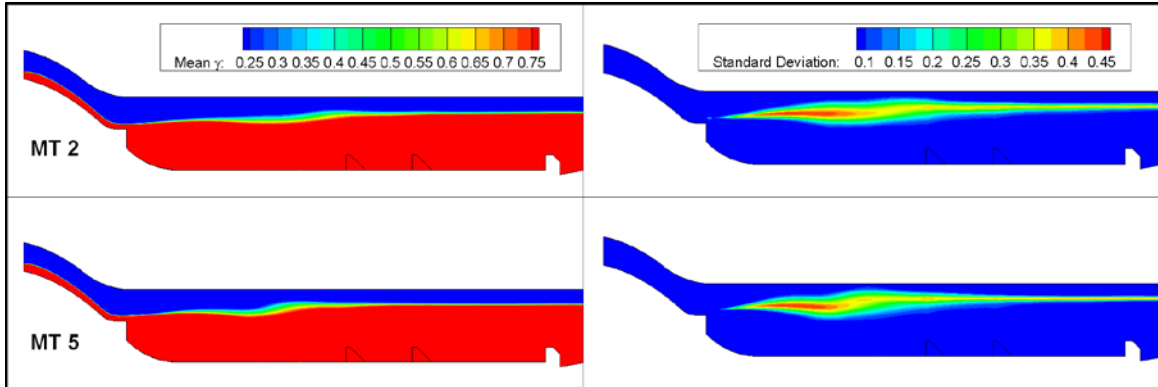 Mean γ: 0.25 0.3 0.35 0.4 0.45 0.5 0.55 0.6 0.65 0.7 0.75
Standard Deviation: 0.1 0.15 0.2 0.25 0.3 0.35 0.4 0.45
MT 2
MT 5